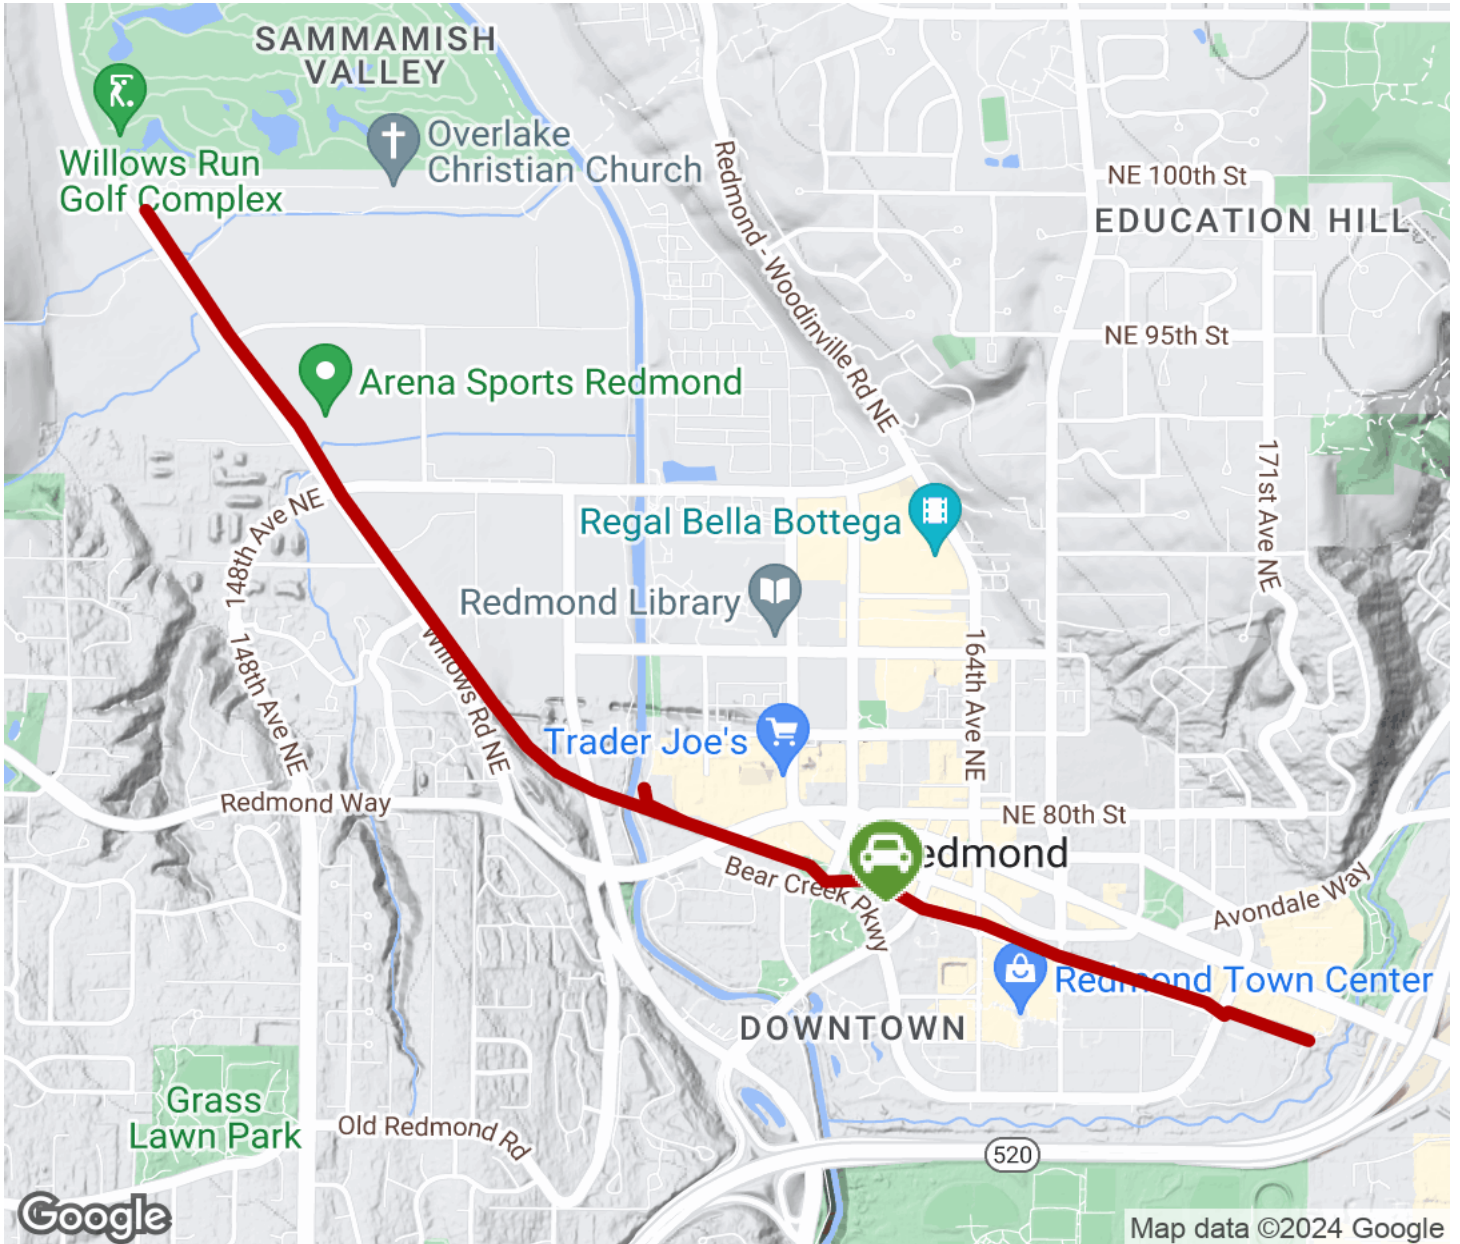 SAMMAMISH
VALLEY
Overlake
Christian Church
Willows Run
Golf Complex
Redmond - Woodinville Rd NE
NE 100th St
EDUCATION HILL
NE 95th St
Arena Sports Redmond
171st Ave NE
148th Ave NE
Regal Bella Bottega
Redmond Library
Willows Rd NE
148th Ave NE
164th Ave NE
Trader Joe's
Redmond Way
NE 80th St
edmond
Bear Creek Pkwy
Avondale Way
Redmond Town Center
DOWNTOWN
Grass
Lawn Park
Old Redmond Rd
520
Google
Map data ©2024 Google